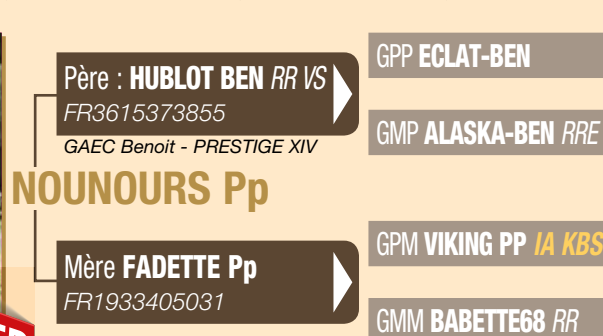 Père : HUBLOT BEN RR VS
FR3615373855
GAEC Benoit - PRESTIGE XIV
GPP ECLAT-BEN
GMP ALASKA-BEN RRE
NOUNOURS Pp
Mère FADETTE Pp
FR1933405031
GPM VIKING PP IA KBS
GMM BABETTE68 RR